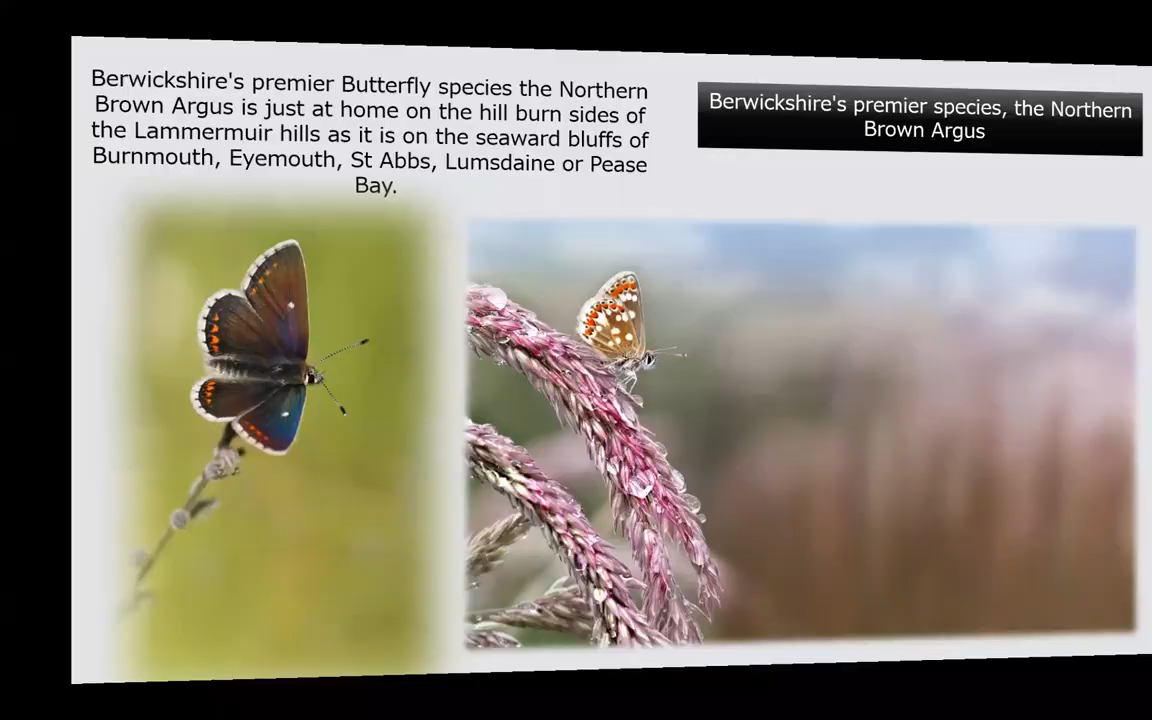 Berwickshire's premier Butterfly species the Northern
Brown Argus is just at home on the hill burn sides of
the Lammermuir hills as it is on the seaward bluffs of
Burnmouth, Eyemouth, St Abbs, Lumsdaine or Pease
Bay.
Berwickshire's premier species, the Northern
Brown Argus